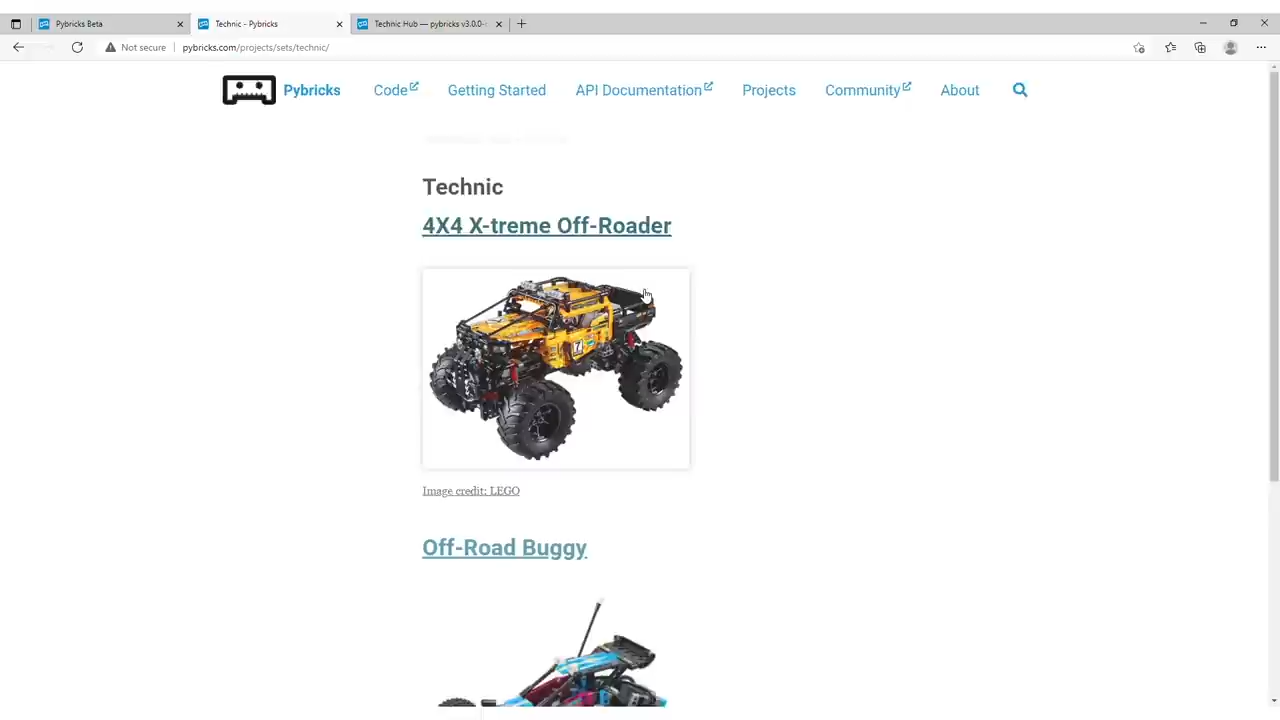 Pybricks Beta
Technic - Pybricks
Technic Hub — pybricks v3.0.0-
Not secure
pybricks.com/projects/sets/technic/
Pybricks
Code
Getting Started
API Documentation
Projects
Community
About
Technic
4X4 X-treme Off-Roader
7
Image credit: LEGO
Off-Road Buggy